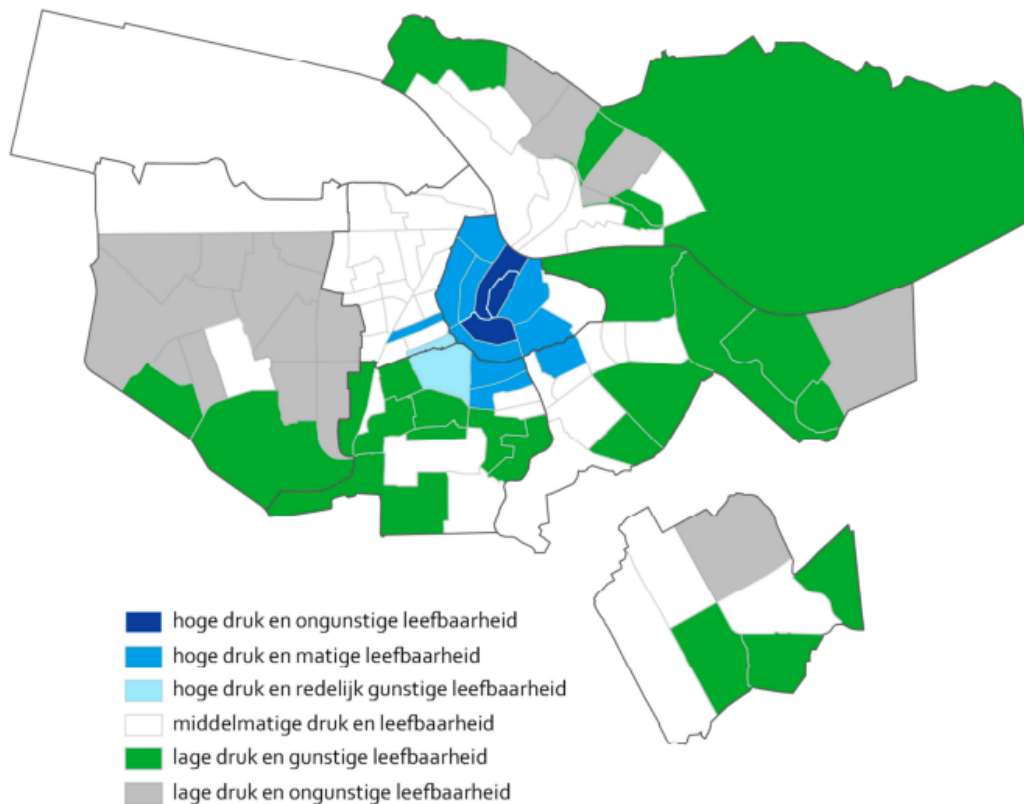 hoge druk en ongunstige leefbaarheid
hoge druk en matige leefbaarheid
hoge druk en redelijk gunstige leefbaarheid
middelmatige druk en leefbaarheid
lage druk en gunstige leefbaarheid
lage druk en ongunstige leefbaarheid